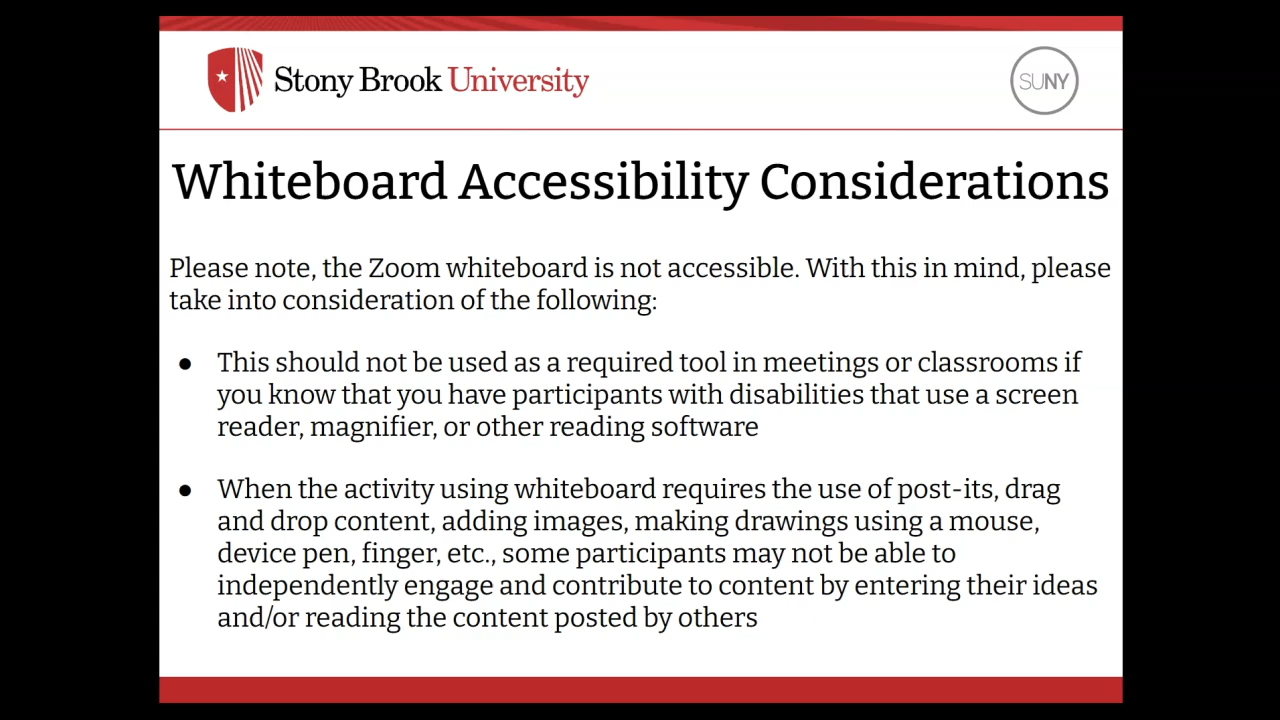 Stony Brook University
SUNY
Whiteboard Accessibility Considerations
Please note, the Zoom whiteboard is not accessible. With this in mind, please
take into consideration of the following:
● This should not be used as a required tool in meetings or classrooms if
you know that you have participants with disabilities that use a screen
reader, magnifier, or other reading software
● When the activity using whiteboard requires the use of post-its, drag
and drop content, adding images, making drawings using a mouse,
device pen, finger, etc., some participants may not be able to
independently engage and contribute to content by entering their ideas
and/or reading the content posted by others